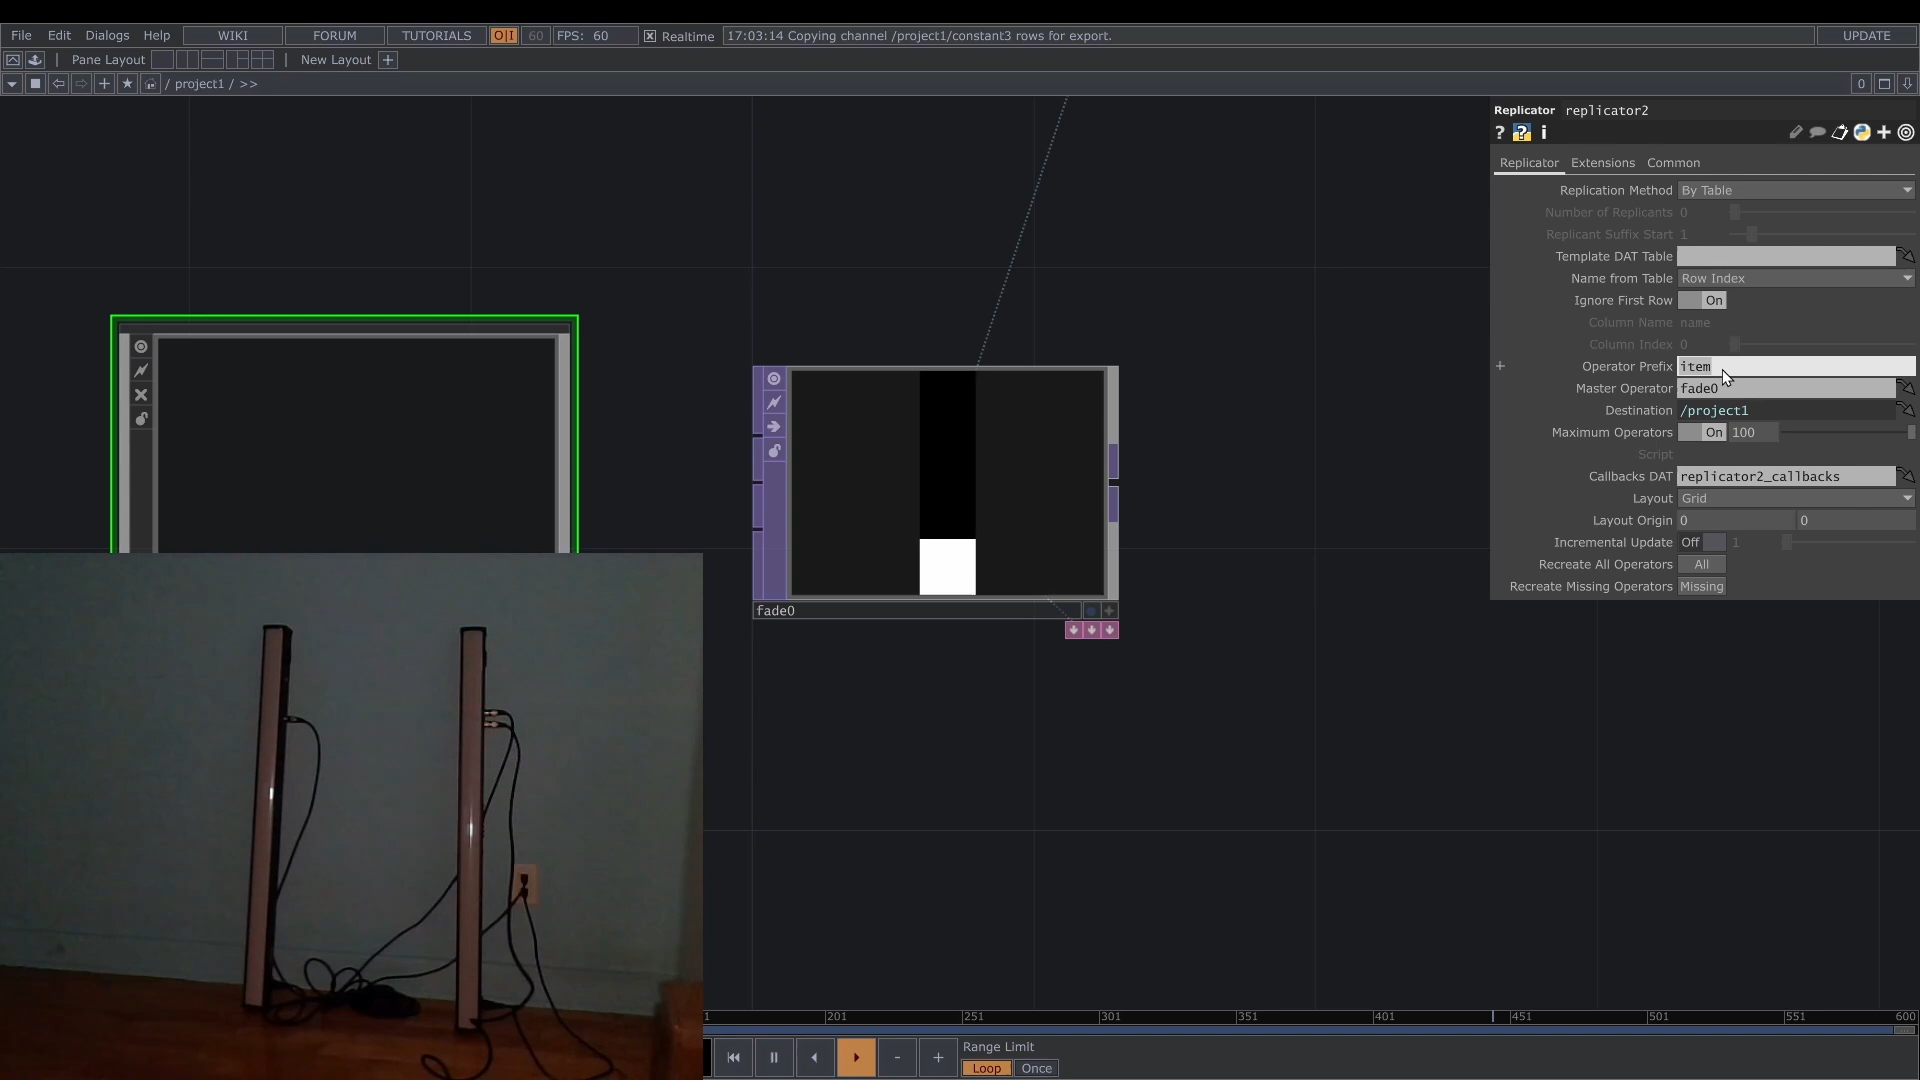 File Edit Dialogs Help WIKI FORUM TUTORIALS O|I 60 FPS: 60 Realtime 17:03:14 Copying channel /project1/constant3 rows for export. UPDATE
Pane Layout New Layout
/ project1 / >> 0
Replicator replicator2
? ? i
Replicator Extensions Common
Replication Method By Table
Number of Replicants 0
Replicant Suffix Start 1
Template DAT Table
Name from Table Row Index
Ignore First Row On
Column Name name
Column Index 0
Operator Prefix item
Master Operator fade0
Destination /project1
Maximum Operators On 100
Script
Callbacks DAT replicator2_callbacks
Layout Grid
Layout Origin 0 0
Incremental Update Off 1
Recreate All Operators All
Recreate Missing Operators Missing
fade0
1 201 251 301 351 401 451 501 551 600
Range Limit
Loop Once